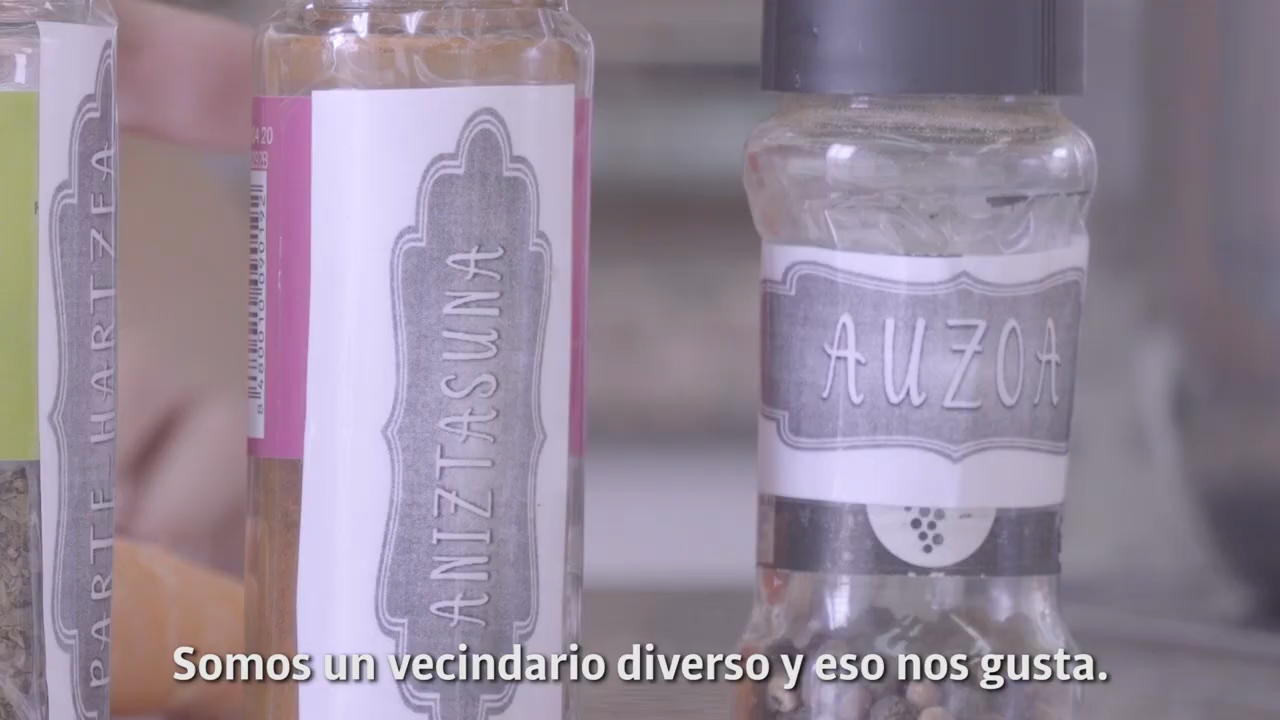 PARTE-HARTZEA
ANIZTASUNA
AUZOA
Somos un vecindario diverso y eso nos gusta.